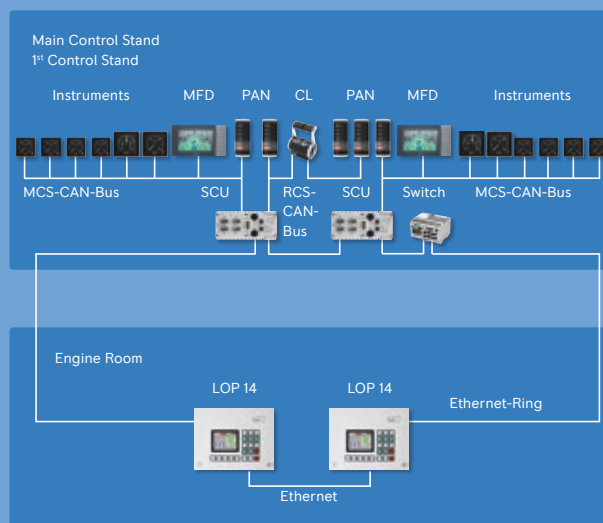 Main Control Stand
1st Control Stand
Instruments
MFD
PAN
CL
PAN
MFD
Instruments
MCS-CAN-Bus
SCU
RCS-
CAN-
Bus
SCU
Switch
MCS-CAN-Bus
Engine Room
LOP 14
LOP 14
Ethernet-Ring
Ethernet